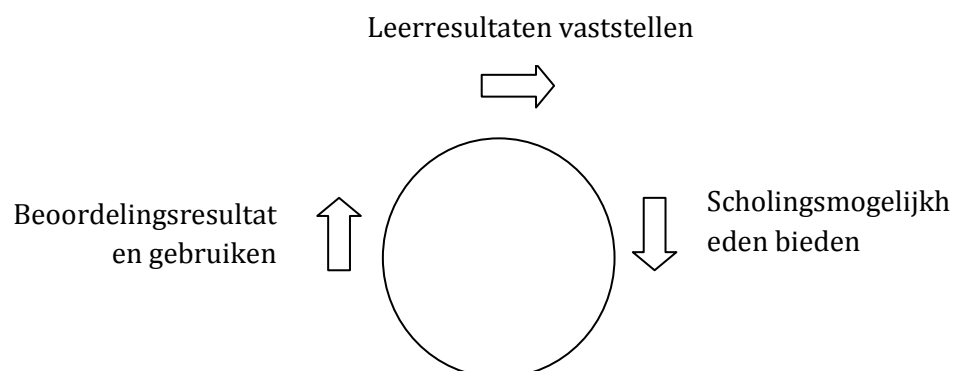 Leerresultaten vaststellen
Beoordelingsresultat
en gebruiken
Scholingsmogelijkh
eden bieden